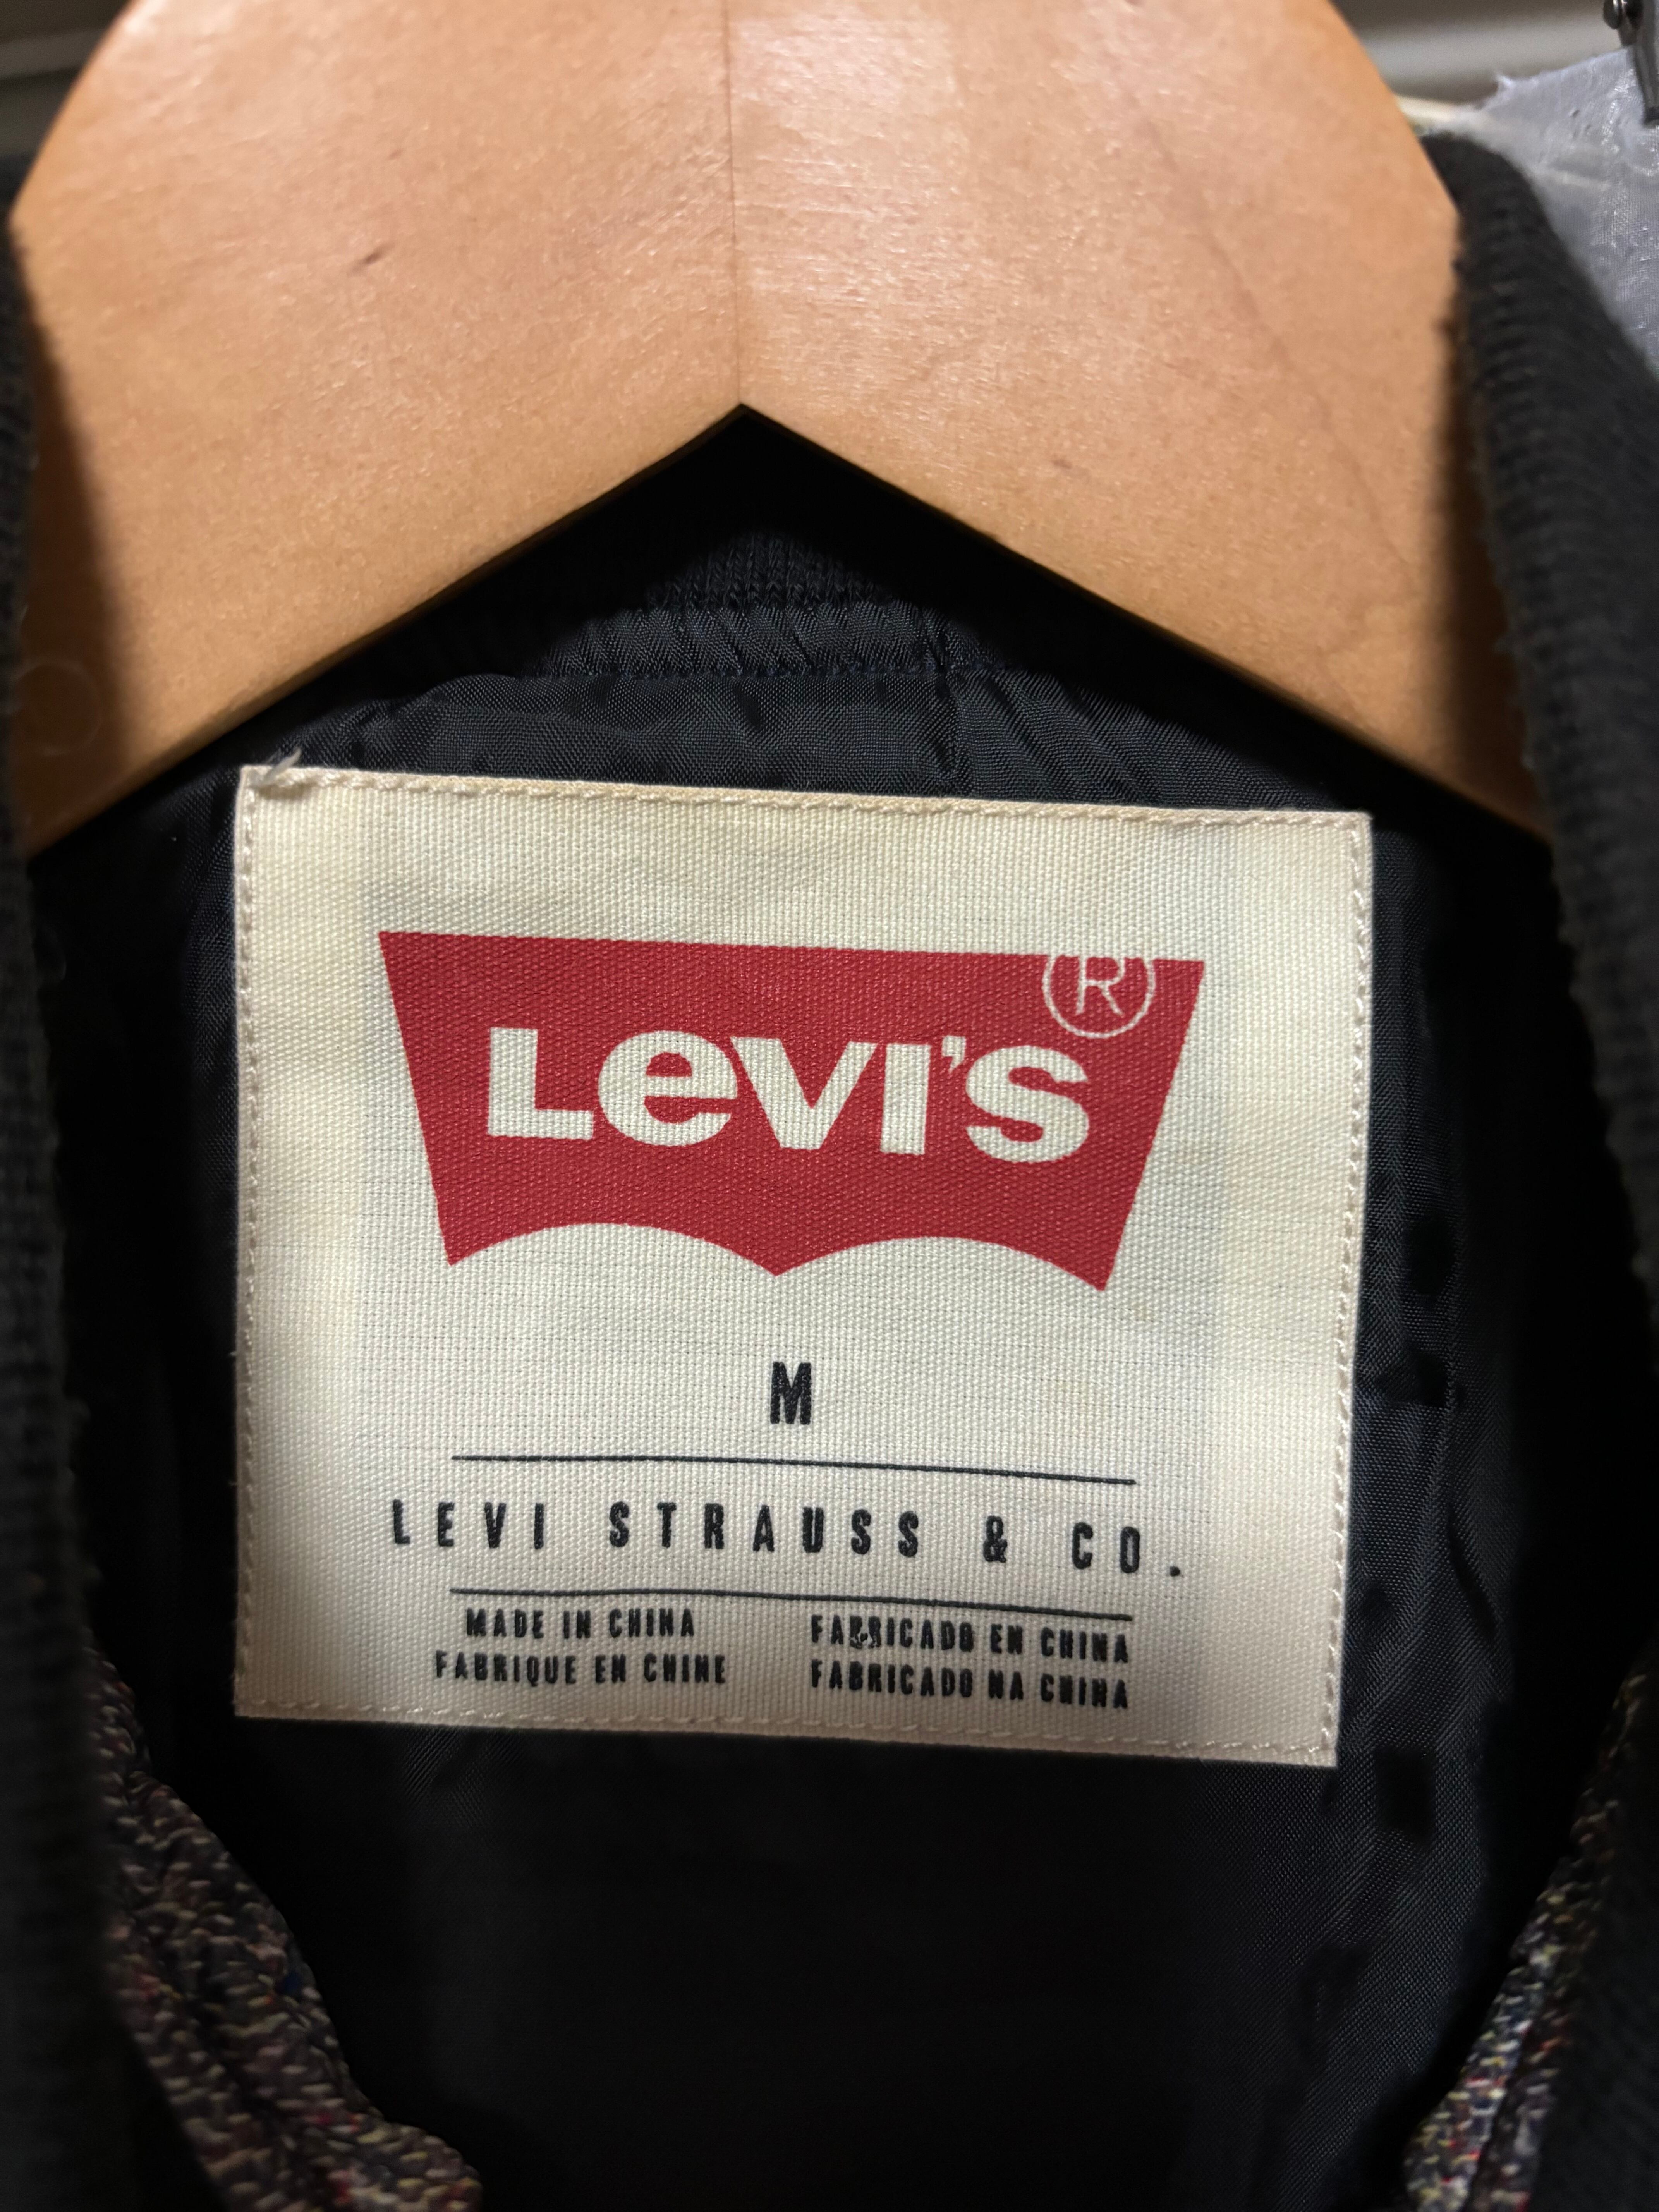 LEVI'S ®
M
LEVI STRAUSS & CO.
MADE IN CHINA
FABRIQUE EN CHINE
FABRICADO EN CHINA
FABRICADO NA CHINA